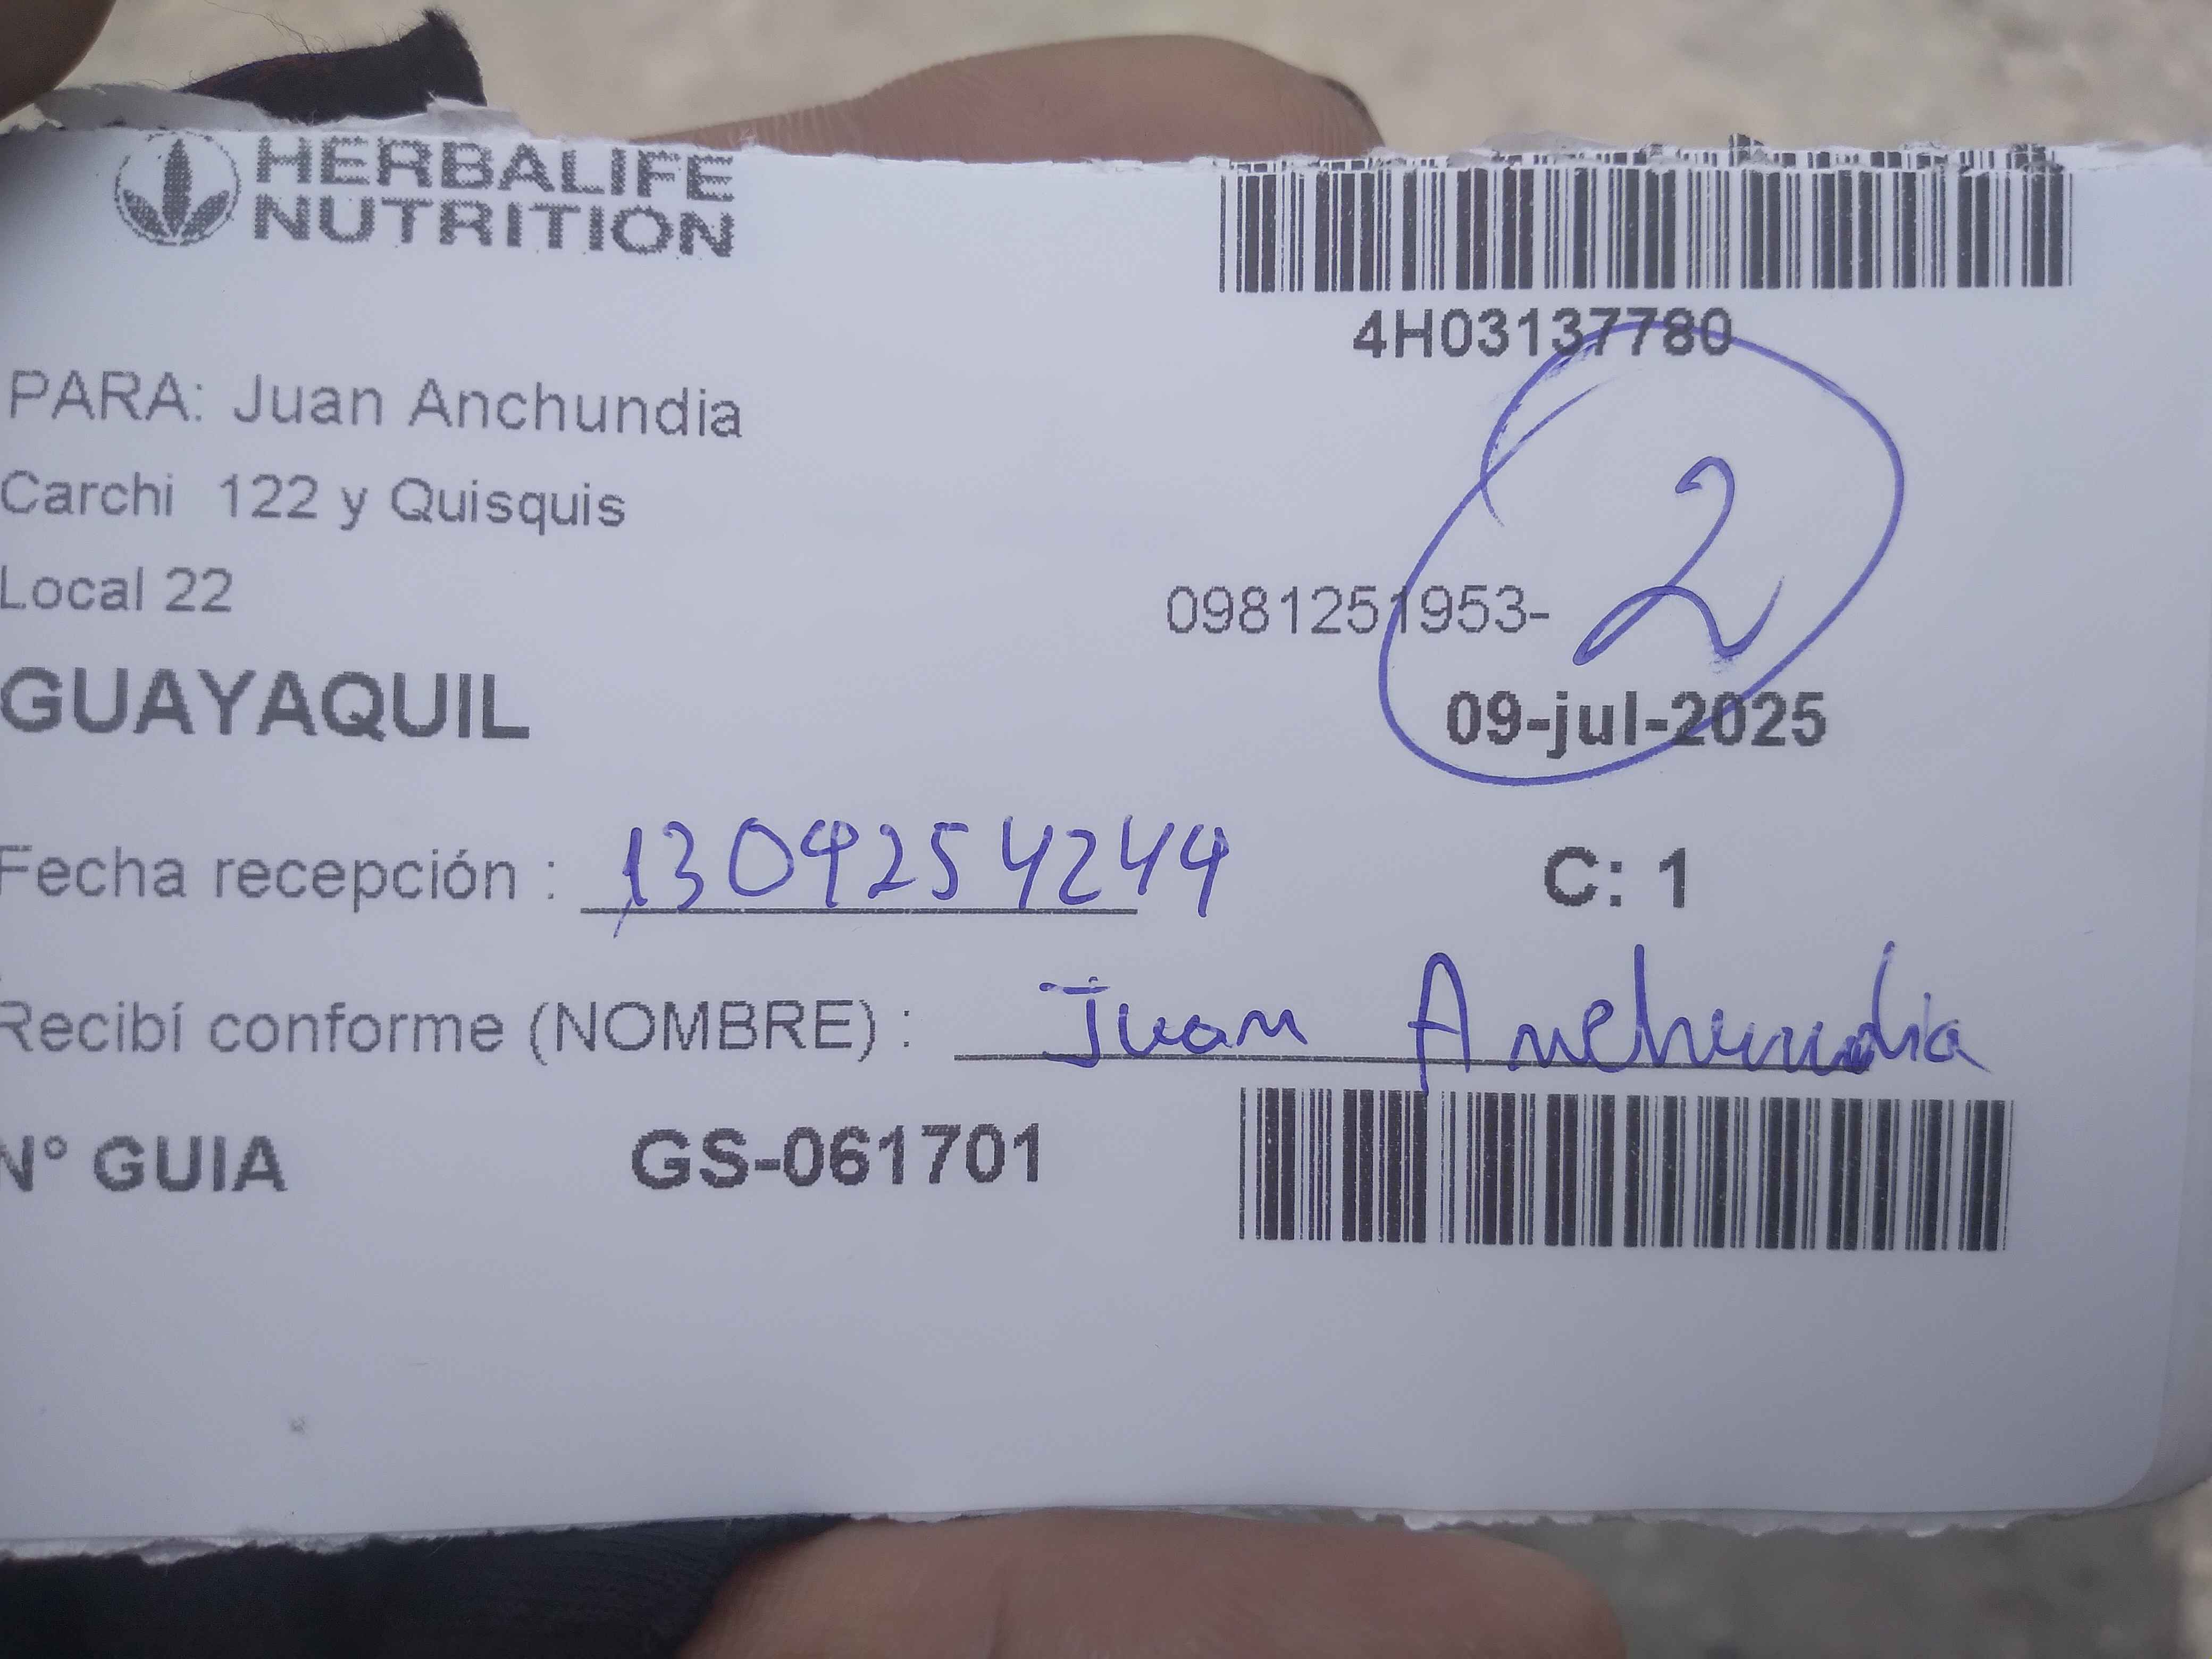 HERBALIFE
NUTRITION
4H03137780
PARA: Juan Anchundia
Carchi 122 y Quisquis
2
Local 22
0981251953-
GUAYAQUIL
09-jul-2025
Fecha recepción : 1309254244
C: 1
Recibí conforme (NOMBRE) : Juan Anchundia
N° GUIA GS-061701